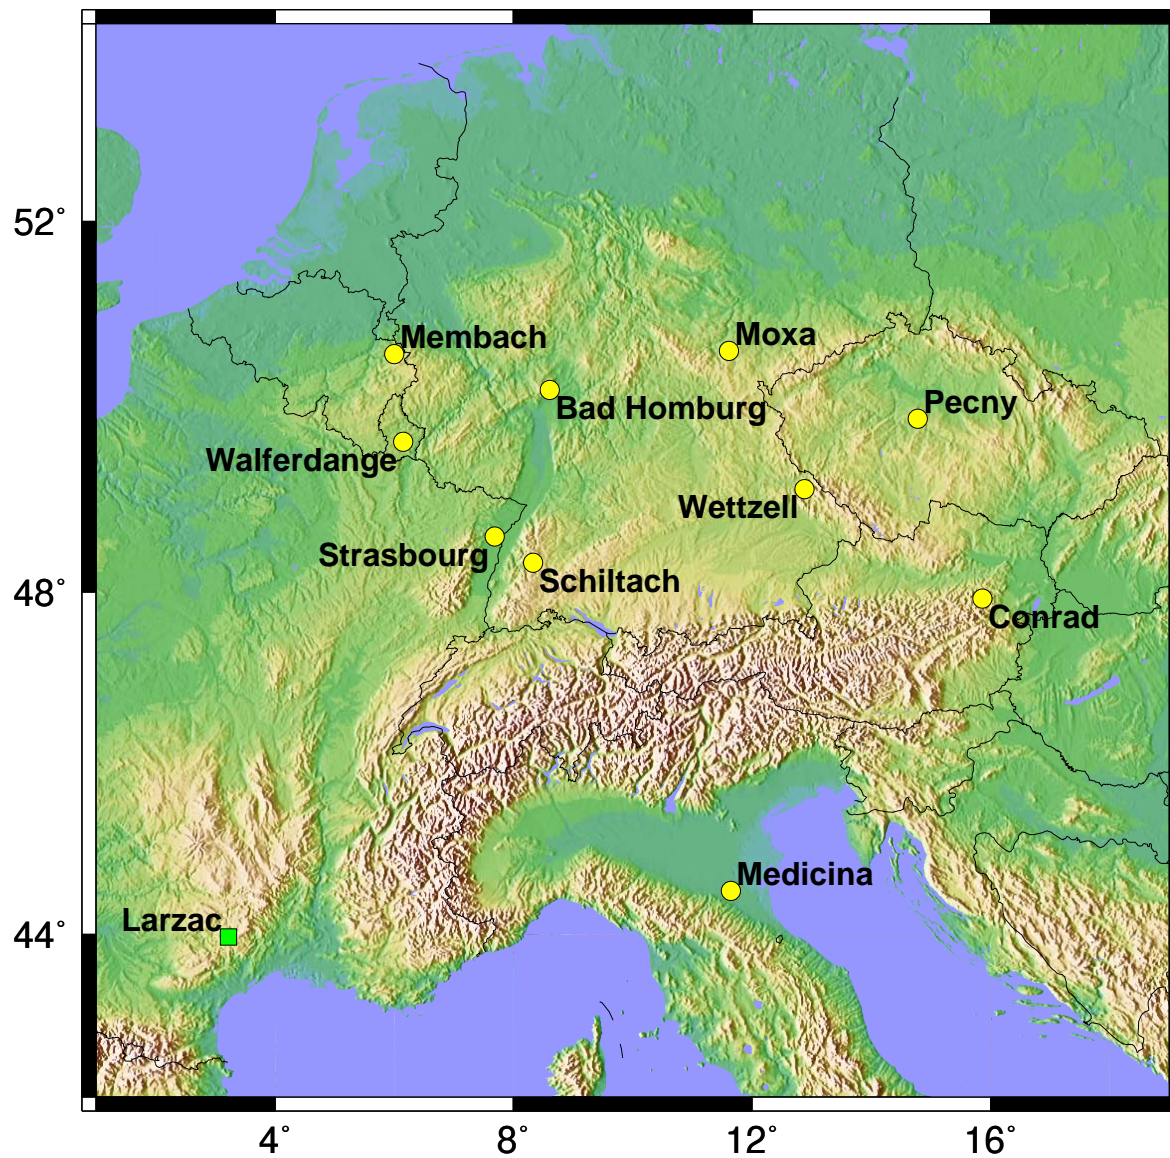 52°
Membach
Moxa
Bad Homburg
Pecny
Walferdange
Wettzell
Strasbourg
Schiltach
48°
Conrad
Medicina
Larzac
44°
4°
8°
12°
16°